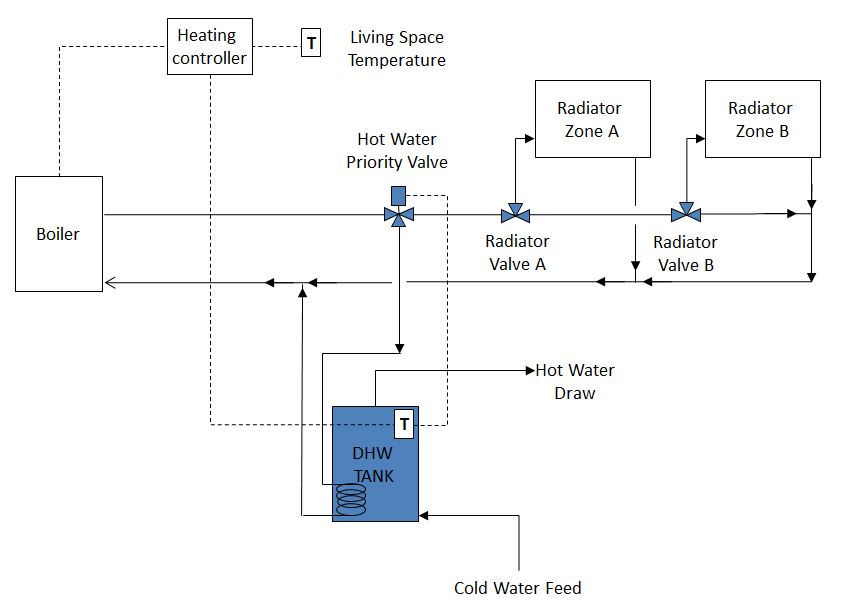 Heating
controller
T
Living Space
Temperature
Radiator
Zone A
Radiator
Zone B
Hot Water
Priority Valve
Boiler
Radiator
Valve A
Radiator
Valve B
Hot Water
Draw
T
DHW
TANK
Cold Water Feed